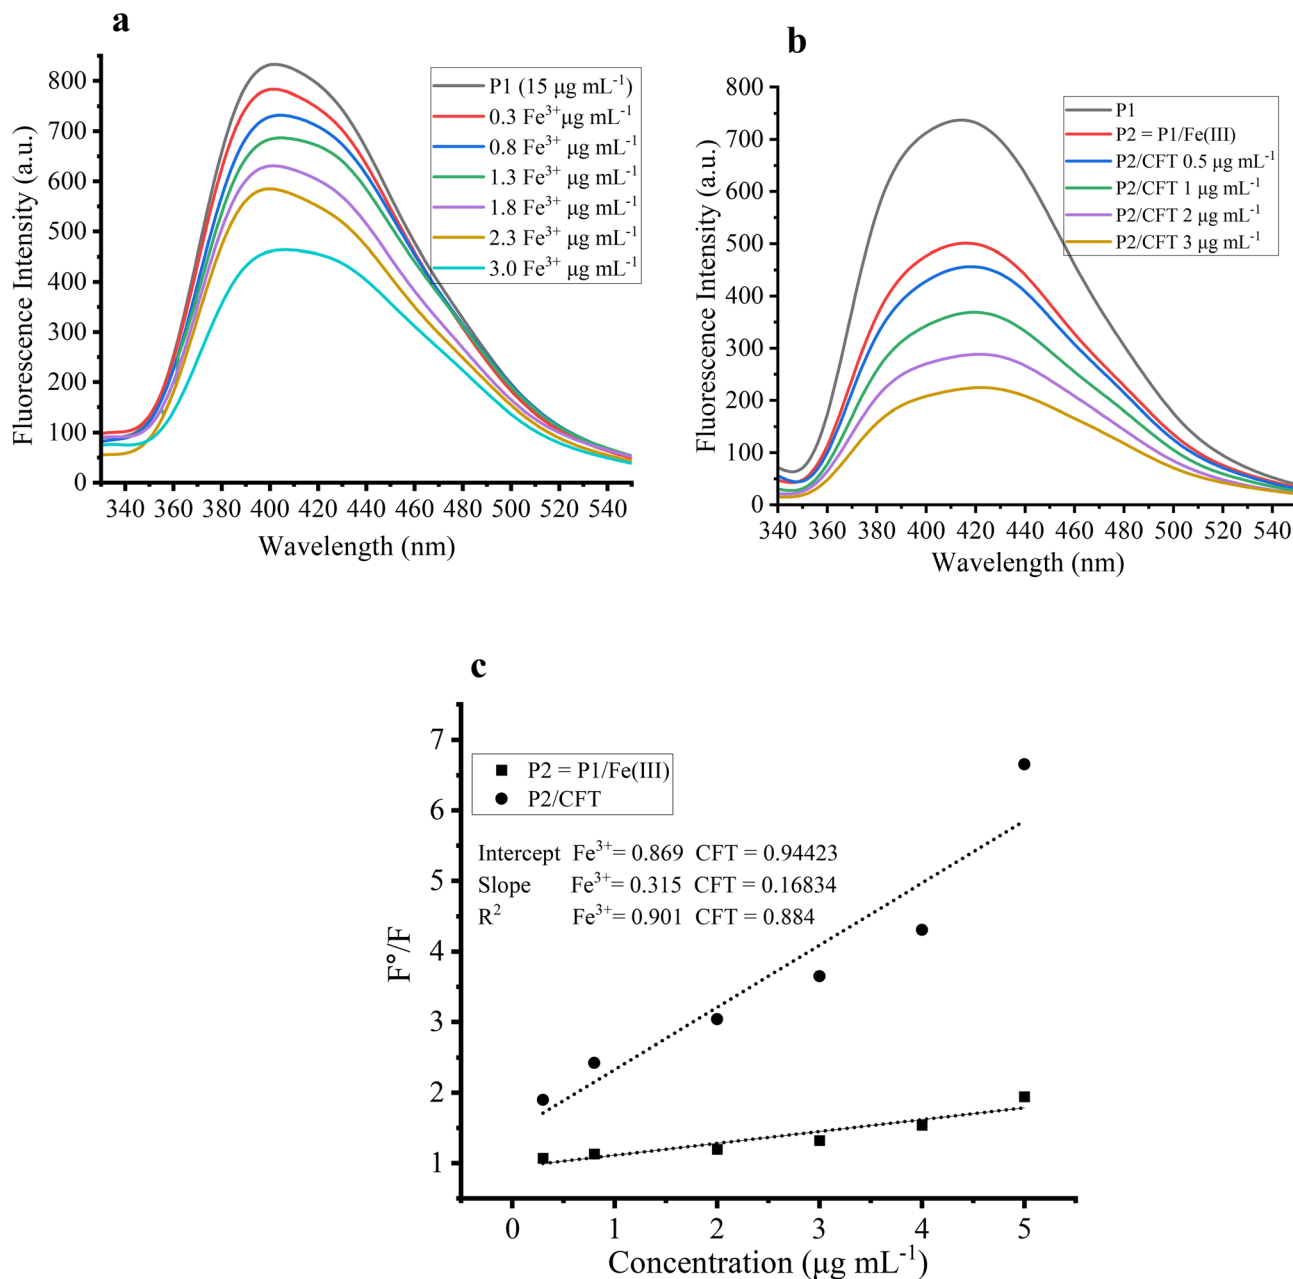 a
Fluorescence Intensity (a.u.)
800
700
600
500
400
300
200
100
0
340 360 380 400 420 440 460 480 500 520 540
Wavelength (nm)
P1 (15 μg mL⁻¹)
0.3 Fe³⁺μg mL⁻¹
0.8 Fe³⁺ μg mL⁻¹
1.3 Fe³⁺ μg mL⁻¹
1.8 Fe³⁺ μg mL⁻¹
2.3 Fe³⁺ μg mL⁻¹
3.0 Fe³⁺ μg mL⁻¹
b
Fluorescence Intensity (a.u.)
800
700
600
500
400
300
200
100
0
340 360 380 400 420 440 460 480 500 520 540
Wavelength (nm)
P1
P2 = P1/Fe(III)
P2/CFT 0.5 μg mL⁻¹
P2/CFT 1 μg mL⁻¹
P2/CFT 2 μg mL⁻¹
P2/CFT 3 μg mL⁻¹
c
F°/F
7
6
5
4
3
2
1
P2 = P1/Fe(III)
P2/CFT
Intercept Fe³⁺= 0.869 CFT = 0.94423
Slope Fe³⁺= 0.315 CFT = 0.16834
R² Fe³⁺= 0.901 CFT = 0.884
0 1 2 3 4 5
Concentration (μg mL⁻¹)